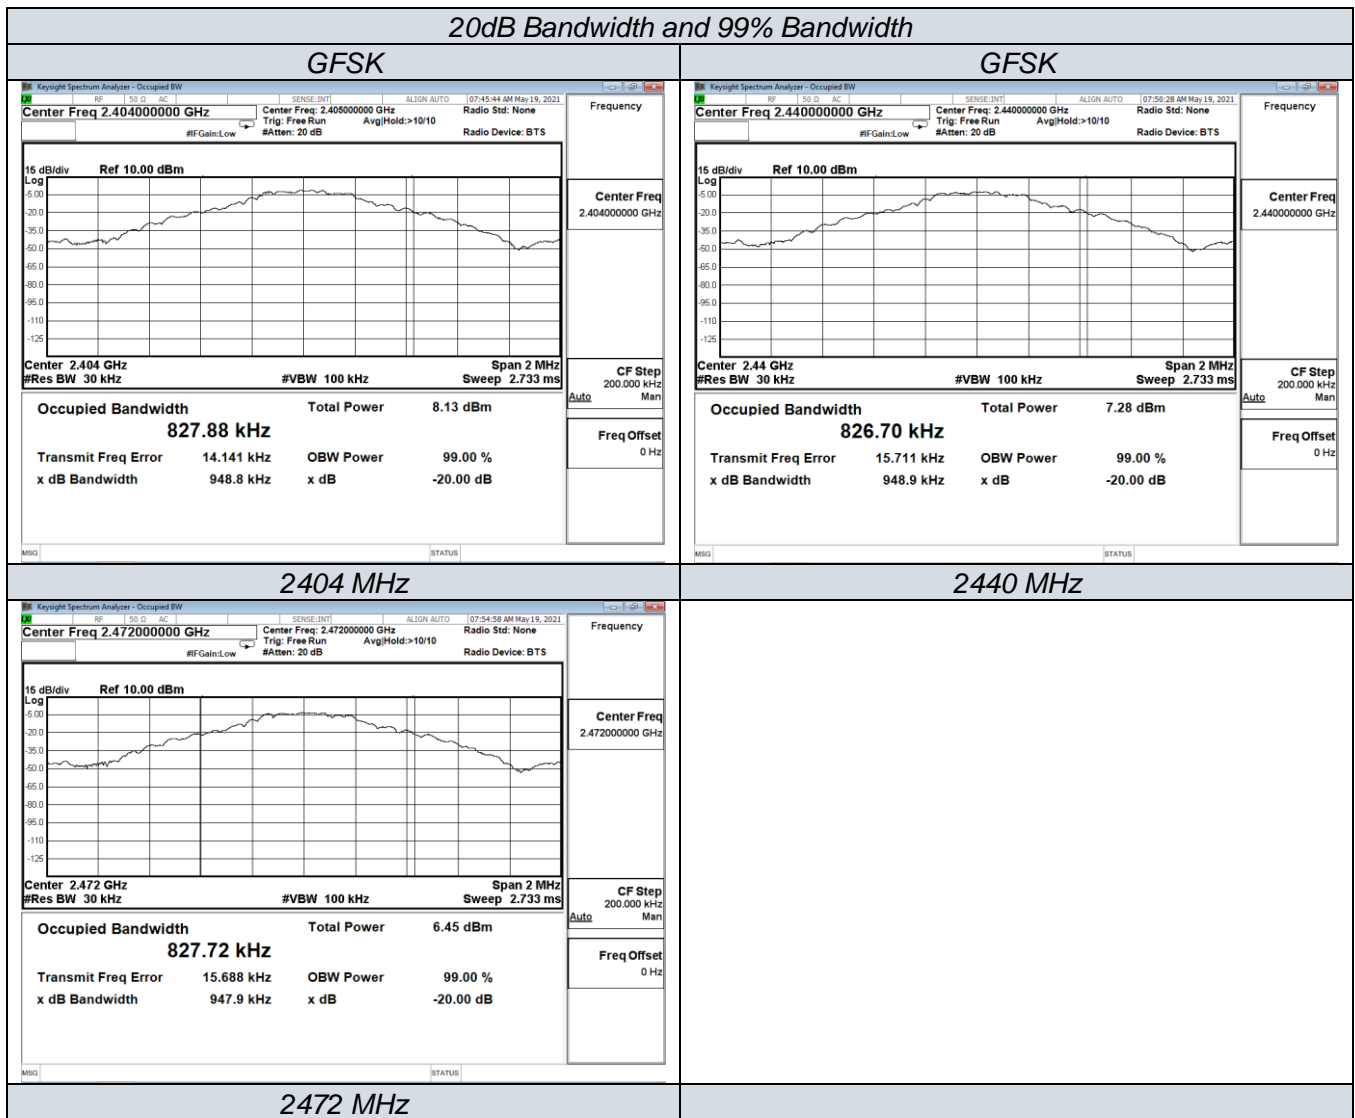 20dB Bandwidth and 99% Bandwidth
GFSK
GFSK
Keysight Spectrum Analyzer - Occupied BW
RF 50 Ω AC SENSE:INT ALIGN AUTO 07:45:44 AM May 19, 2021
Center Freq 2.404000000 GHz
Center Freq: 2.405000000 GHz
Radio Std: None
Trig: Free Run Avg|Hold:>10/10
#IFGain:Low #Atten: 20 dB Radio Device: BTS
Frequency
15 dB/div Ref 10.00 dBm
Log
-5.00
-20.0
-35.0
-50.0
-65.0
-80.0
-95.0
-110
-125
Center Freq
2.404000000 GHz
Center 2.404 GHz Span 2 MHz
#Res BW 30 kHz #VBW 100 kHz Sweep 2.733 ms
CF Step
200.000 kHz
Auto Man
Occupied Bandwidth Total Power 8.13 dBm
827.88 kHz
Transmit Freq Error 14.141 kHz OBW Power 99.00 %
x dB Bandwidth 948.8 kHz x dB -20.00 dB
Freq Offset
0 Hz
MSG STATUS
Keysight Spectrum Analyzer - Occupied BW
RF 50 Ω AC SENSE:INT ALIGN AUTO 07:50:28 AM May 19, 2021
Center Freq 2.440000000 GHz
Center Freq: 2.440000000 GHz
Radio Std: None
Trig: Free Run Avg|Hold:>10/10
#IFGain:Low #Atten: 20 dB Radio Device: BTS
Frequency
15 dB/div Ref 10.00 dBm
Log
-5.00
-20.0
-35.0
-50.0
-65.0
-80.0
-95.0
-110
-125
Center Freq
2.440000000 GHz
Center 2.44 GHz Span 2 MHz
#Res BW 30 kHz #VBW 100 kHz Sweep 2.733 ms
CF Step
200.000 kHz
Auto Man
Occupied Bandwidth Total Power 7.28 dBm
826.70 kHz
Transmit Freq Error 15.711 kHz OBW Power 99.00 %
x dB Bandwidth 948.9 kHz x dB -20.00 dB
Freq Offset
0 Hz
MSG STATUS
2404 MHz
2440 MHz
Keysight Spectrum Analyzer - Occupied BW
RF 50 Ω AC SENSE:INT ALIGN AUTO 07:54:58 AM May 19, 2021
Center Freq 2.472000000 GHz
Center Freq: 2.472000000 GHz
Radio Std: None
Trig: Free Run Avg|Hold:>10/10
#IFGain:Low #Atten: 20 dB Radio Device: BTS
Frequency
15 dB/div Ref 10.00 dBm
Log
-5.00
-20.0
-35.0
-50.0
-65.0
-80.0
-95.0
-110
-125
Center Freq
2.472000000 GHz
Center 2.472 GHz Span 2 MHz
#Res BW 30 kHz #VBW 100 kHz Sweep 2.733 ms
CF Step
200.000 kHz
Auto Man
Occupied Bandwidth Total Power 6.45 dBm
827.72 kHz
Transmit Freq Error 15.688 kHz OBW Power 99.00 %
x dB Bandwidth 947.9 kHz x dB -20.00 dB
Freq Offset
0 Hz
MSG STATUS
2472 MHz